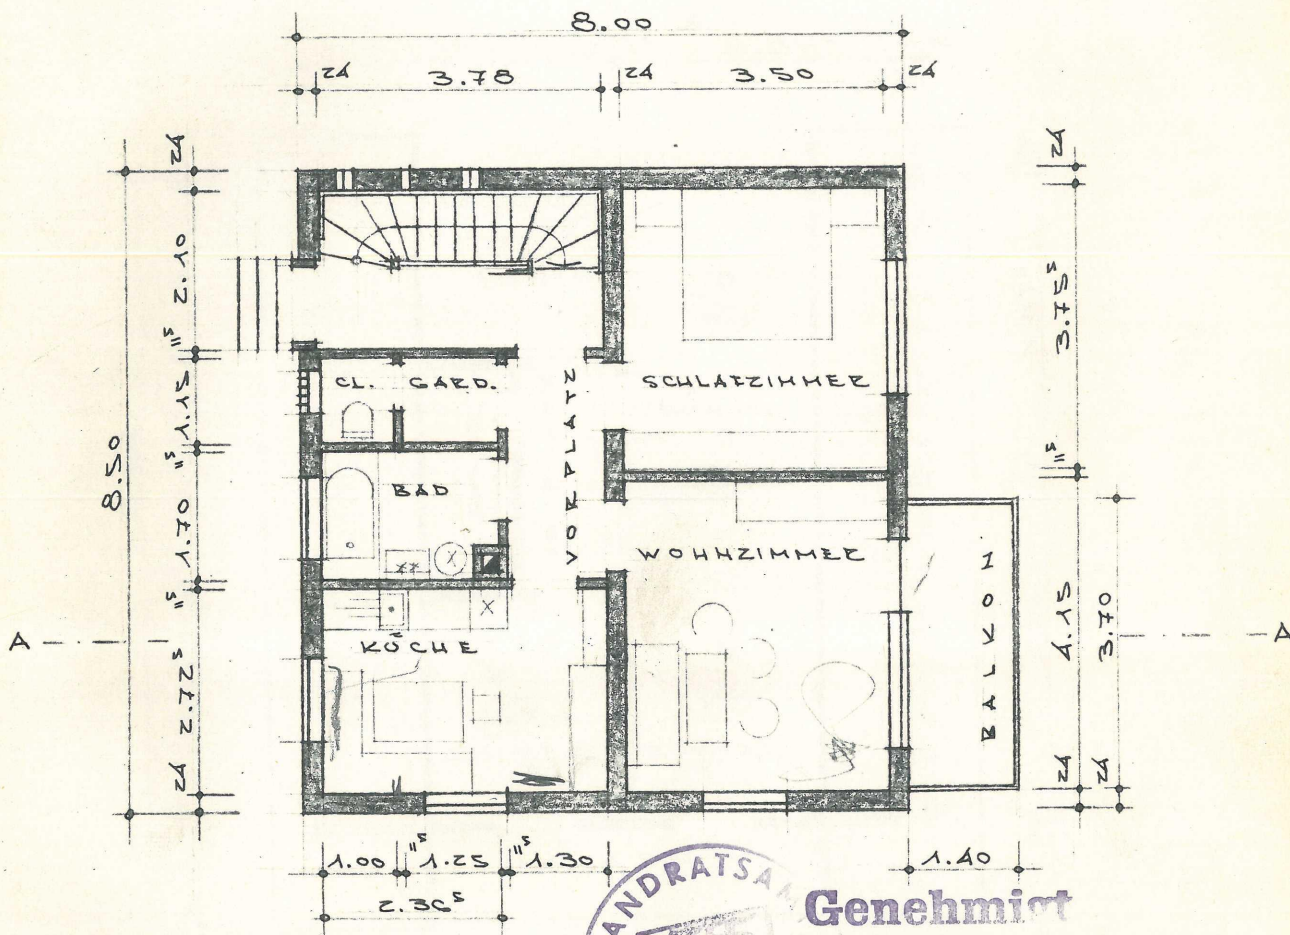 8.00
24 3.78 24 3.50 24
24
2.10
11⁵
1.15
11⁵
1.70
11⁵
2.72⁵
24
8.50
24
3.75⁵
11⁵
4.15
24
3.70
24
CL. GARD.
VORPLATZ
SCHLAFZIMMER
BAD
WOHNZIMMER
KÜCHE
BALKON
A A
1.00 11⁵ 1.25 11⁵ 1.30 1.40
2.36⁵
LANDRATSAM
Genehmigt